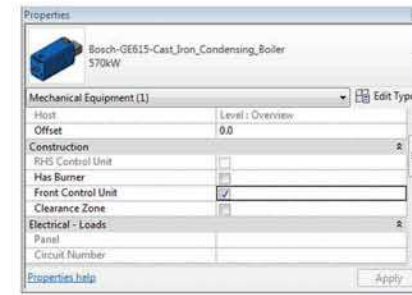 Properties
Bosch-GE615-Cast_Iron_Condensing_Boiler
570kW
Mechanical Equipment (1)
Edit Type
Host
Level : Overview
Offset
0.0
Construction
RHS Control Unit
Has Burner
Front Control Unit
Clearance Zone
Electrical - Loads
Panel
Circuit Number
Properties help
Apply